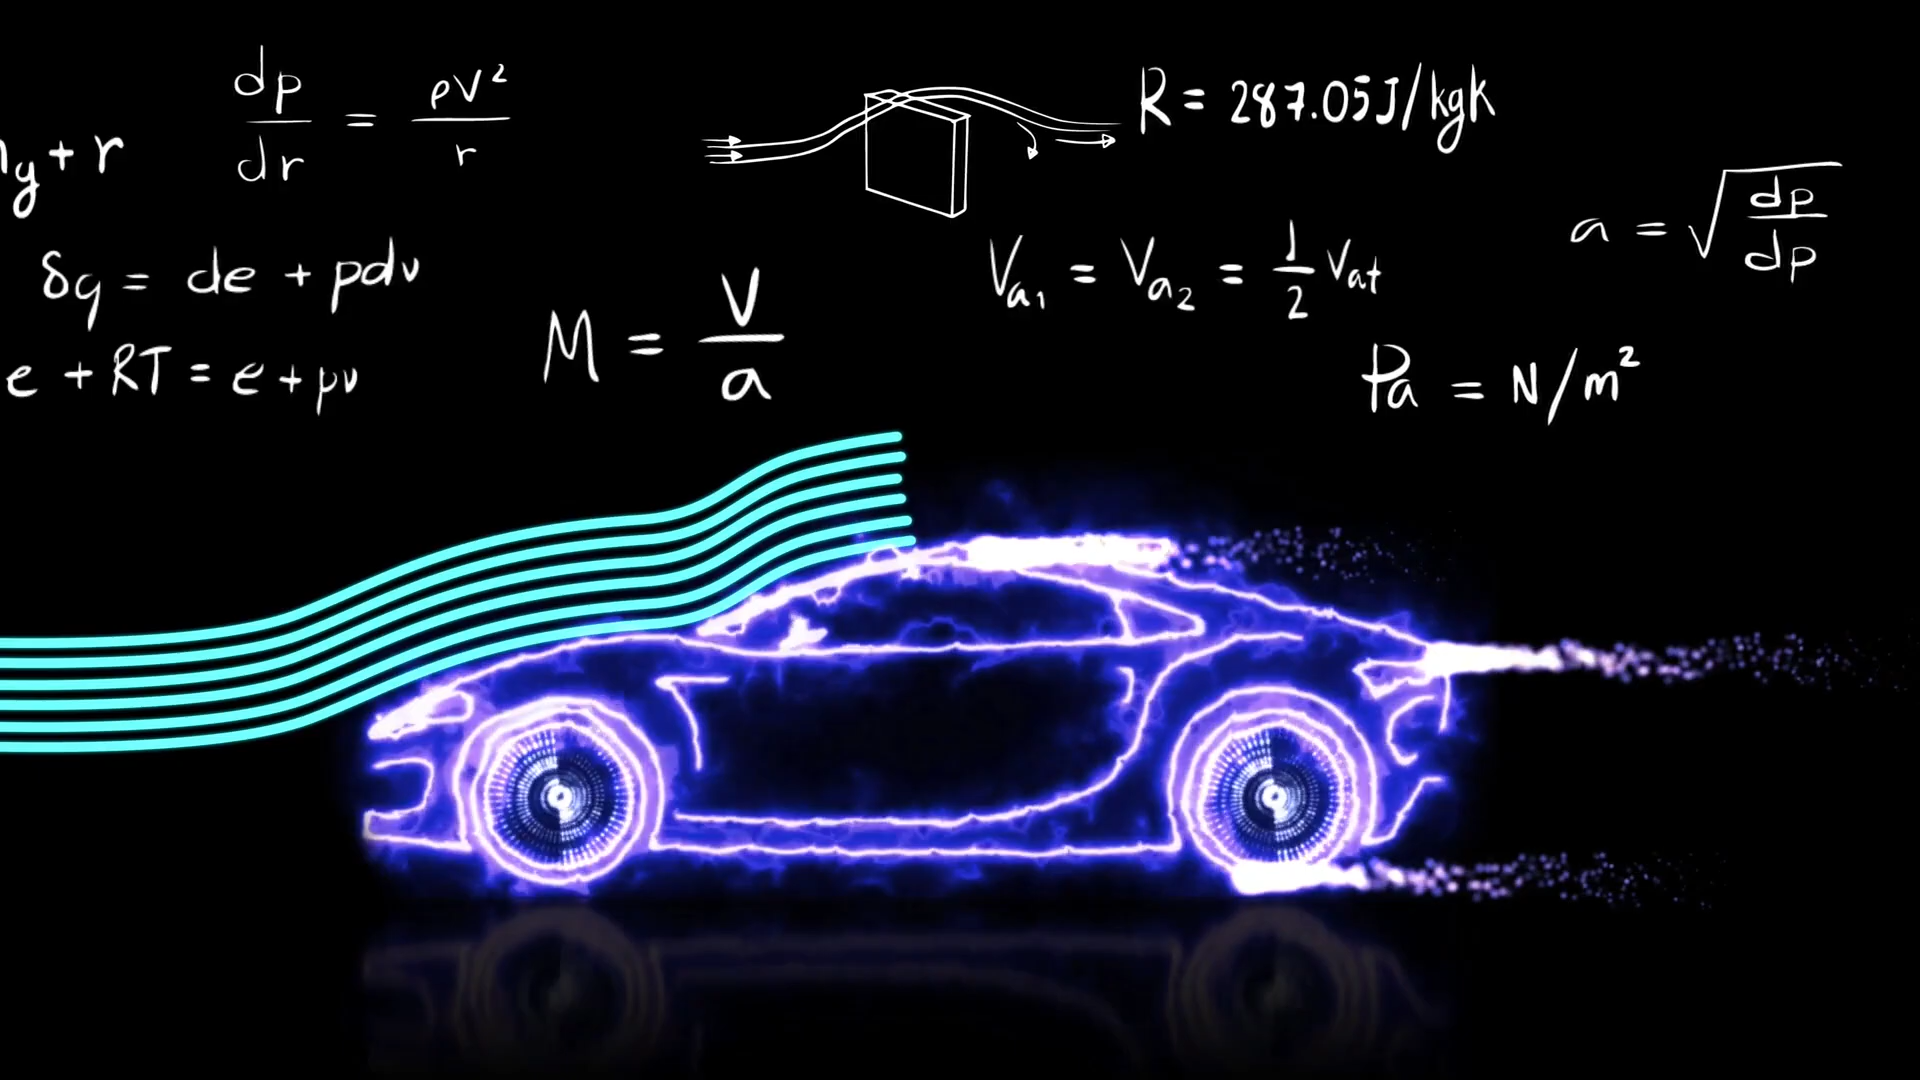 y + r
dp/dr = ρV²/r
R = 287.05J/kgK
a = √(dp/dp)
δq = de + pdv
M = V/a
Va₁ = Va₂ = 1/2 Vat
e + RT = e + pv
Pa = N/m²